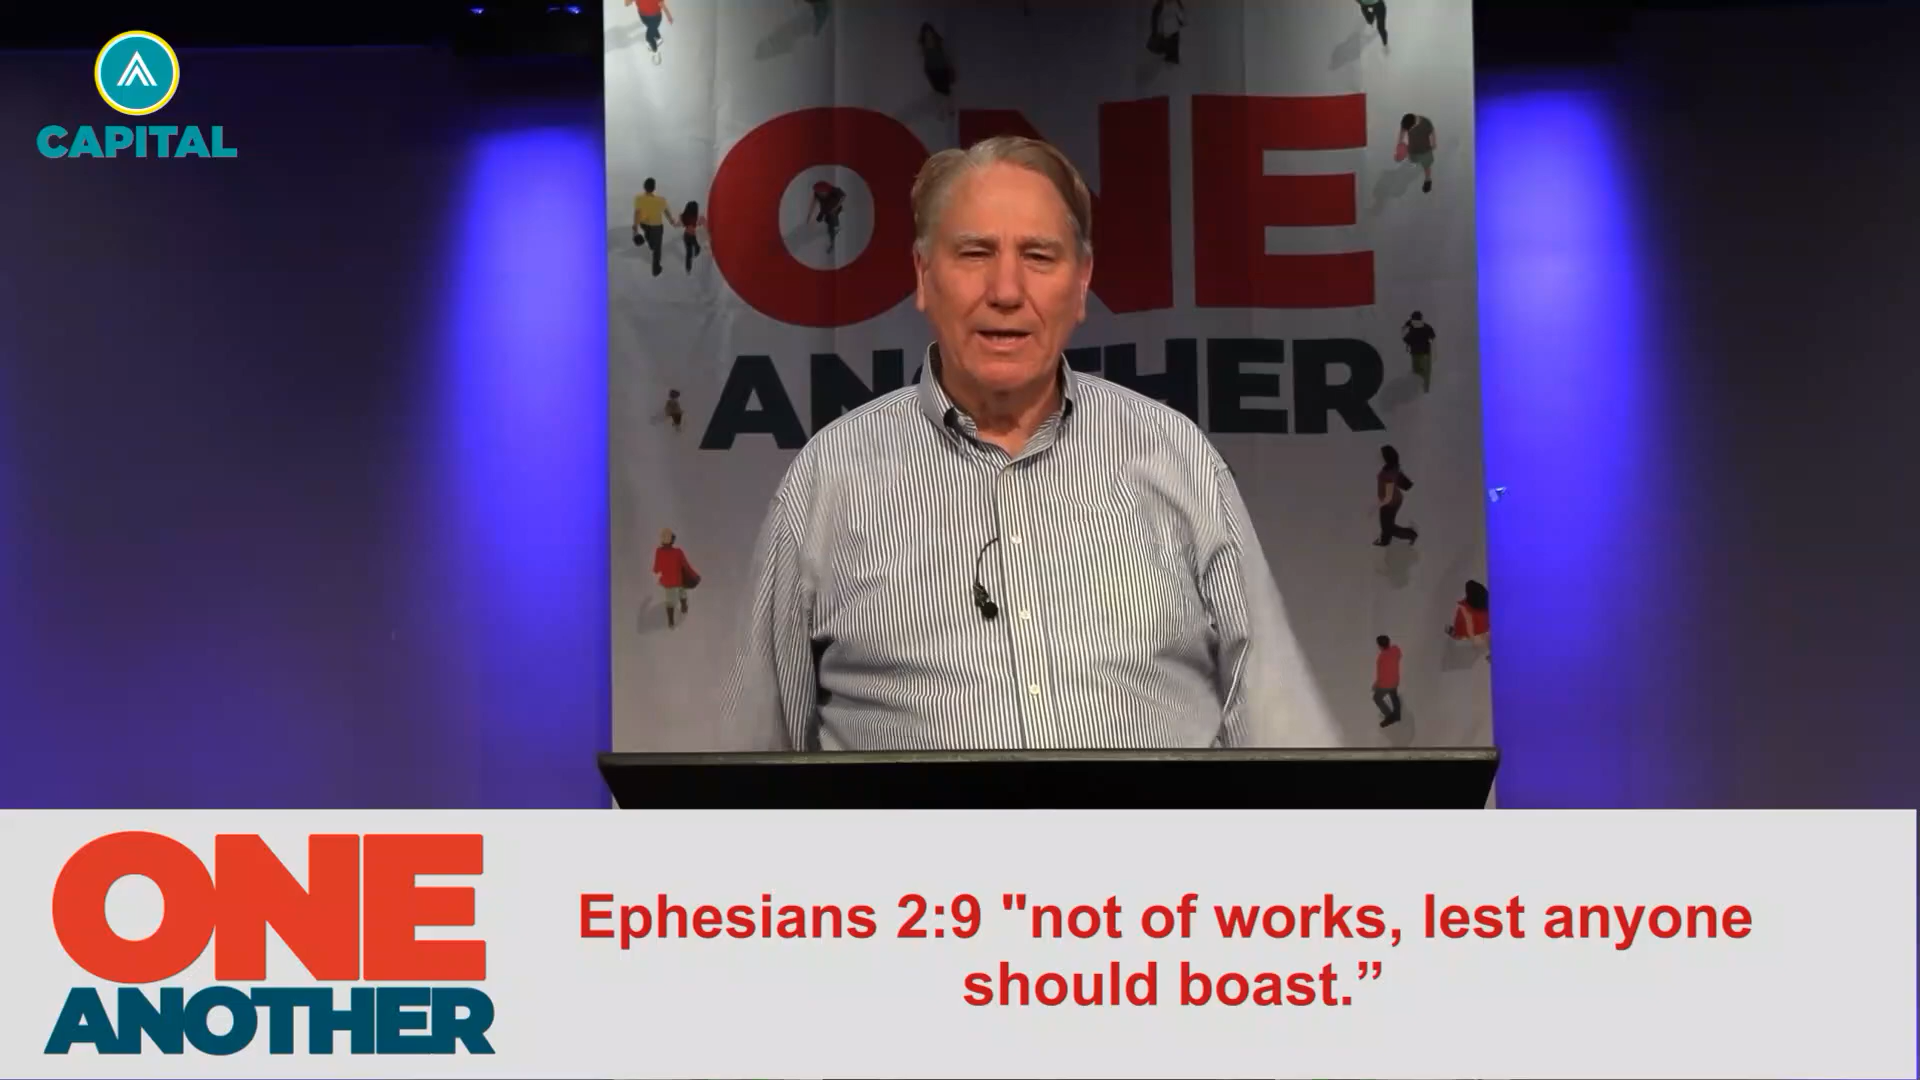 CAPITAL
ONE
ANOTHER
ONE
ANOTHER
Ephesians 2:9 "not of works, lest anyone
should boast.”